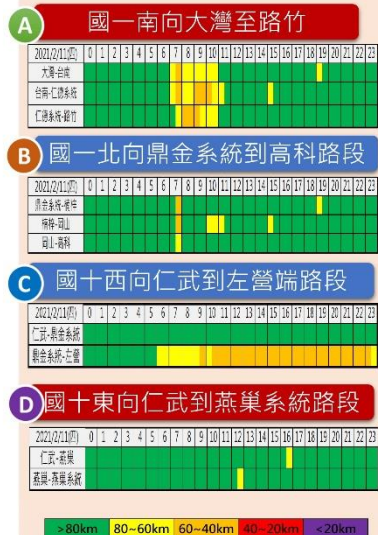 A 國一南向大灣至路竹
2021/2/11(四) 0 1 2 3 4 5 6 7 8 9 10 11 12 13 14 15 16 17 18 19 20 21 22 23
大灣-台南
台南-仁德系統
仁德系統-路竹
B 國一北向鼎金系統到高科路段
2021/2/11(四) 0 1 2 3 4 5 6 7 8 9 10 11 12 13 14 15 16 17 18 19 20 21 22 23
鼎金系統-楠梓
楠梓-岡山
岡山-高科
C 國十西向仁武到左營端路段
2021/2/11(四) 0 1 2 3 4 5 6 7 8 9 10 11 12 13 14 15 16 17 18 19 20 21 22 23
仁武-鼎金系統
鼎金系統-左營
D 國十東向仁武到燕巢系統路段
2021/2/11(四) 0 1 2 3 4 5 6 7 8 9 10 11 12 13 14 15 16 17 18 19 20 21 22 23
仁武-燕巢
燕巢-燕巢系統
>80km 80~60km 60~40km 40~20km <20km